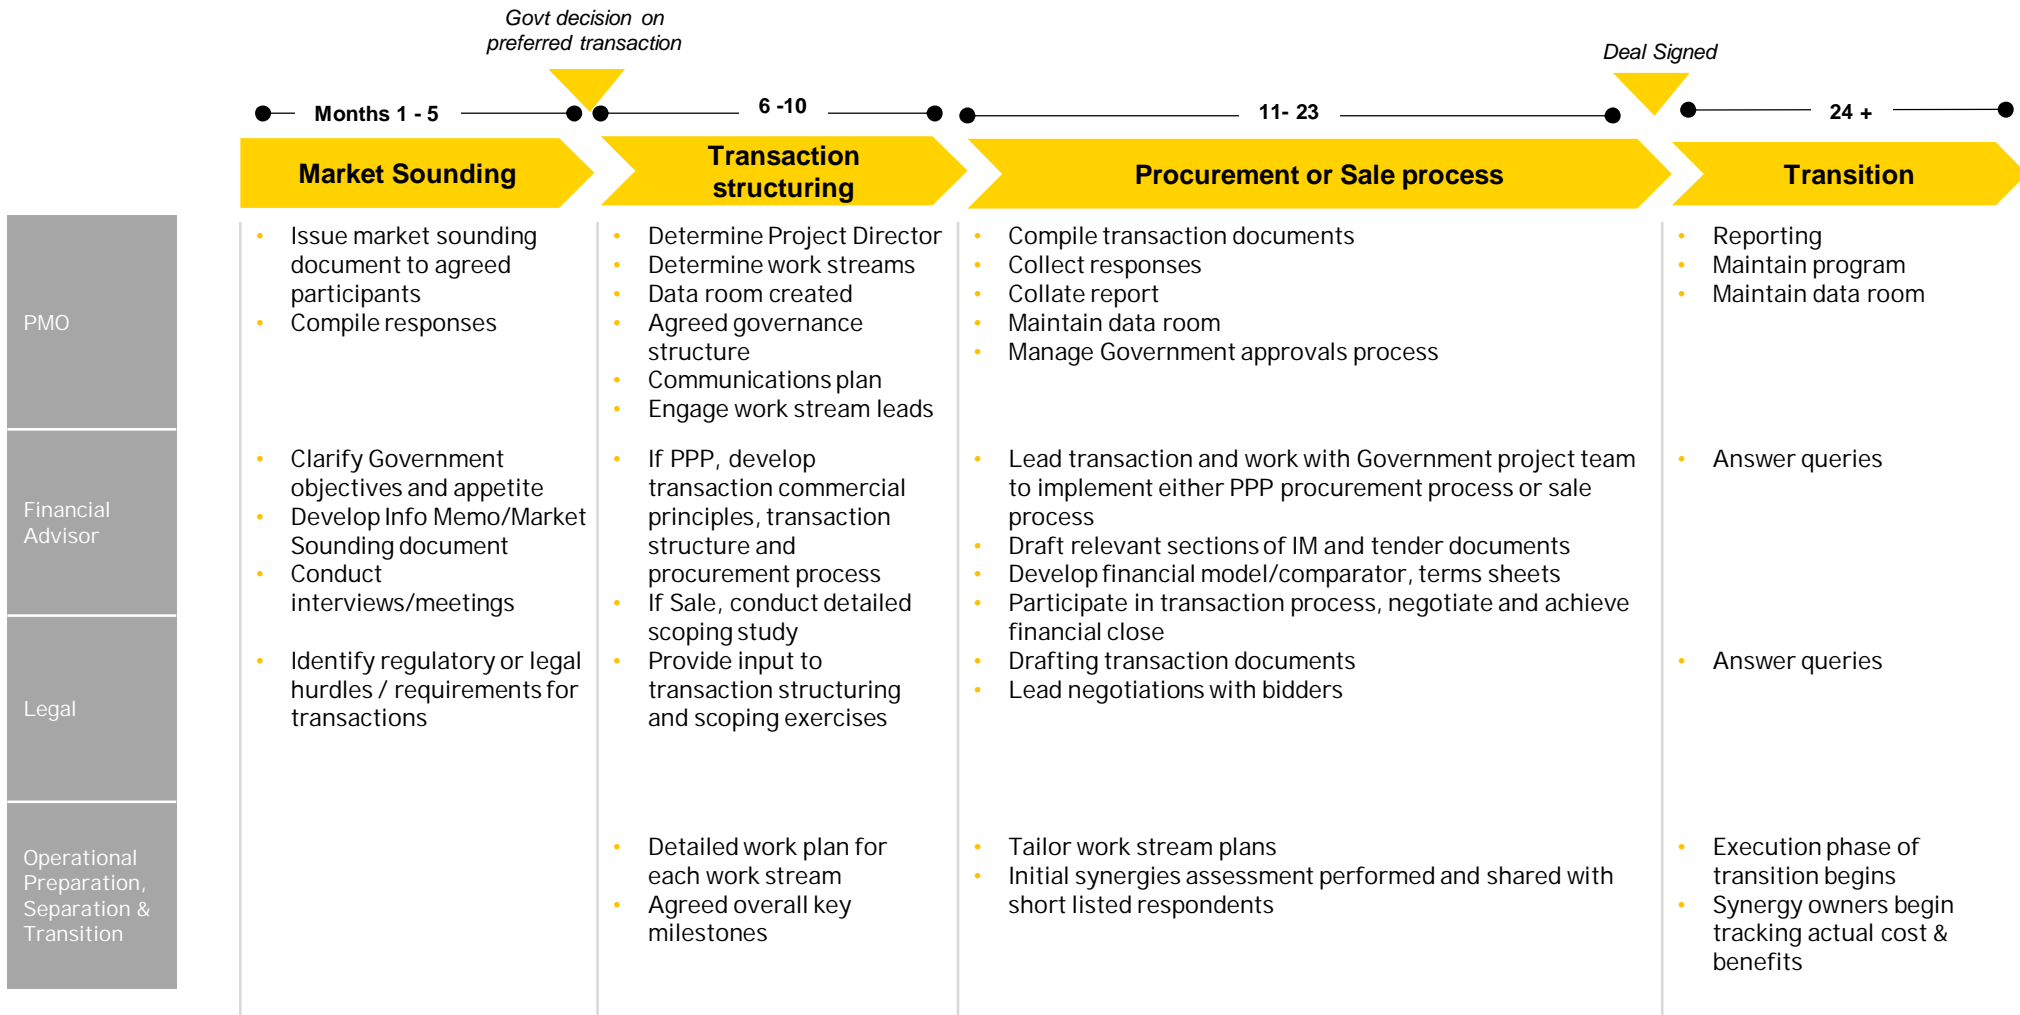 Govt decision on
preferred transaction
Deal Signed
Months 1 - 5
6 -10
11- 23
24 +
Market Sounding
Transaction
structuring
Procurement or Sale process
Transition
PMO
• Issue market sounding
document to agreed
participants
• Compile responses
• Determine Project Director
• Determine work streams
• Data room created
• Agreed governance
structure
• Communications plan
• Engage work stream leads
• Compile transaction documents
• Collect responses
• Collate report
• Maintain data room
• Manage Government approvals process
• Reporting
• Maintain program
• Maintain data room
Financial
Advisor
• Clarify Government
objectives and appetite
• Develop Info Memo/Market
Sounding document
• Conduct
interviews/meetings
• If PPP, develop
transaction commercial
principles, transaction
structure and
procurement process
• If Sale, conduct detailed
scoping study
• Lead transaction and work with Government project team
to implement either PPP procurement process or sale
process
• Draft relevant sections of IM and tender documents
• Develop financial model/comparator, terms sheets
• Participate in transaction process, negotiate and achieve
financial close
• Answer queries
Legal
• Identify regulatory or legal
hurdles / requirements for
transactions
• Provide input to
transaction structuring
and scoping exercises
• Drafting transaction documents
• Lead negotiations with bidders
• Answer queries
Operational
Preparation,
Separation &
Transition
• Detailed work plan for
each work stream
• Agreed overall key
milestones
• Tailor work stream plans
• Initial synergies assessment performed and shared with
short listed respondents
• Execution phase of
transition begins
• Synergy owners begin
tracking actual cost &
benefits